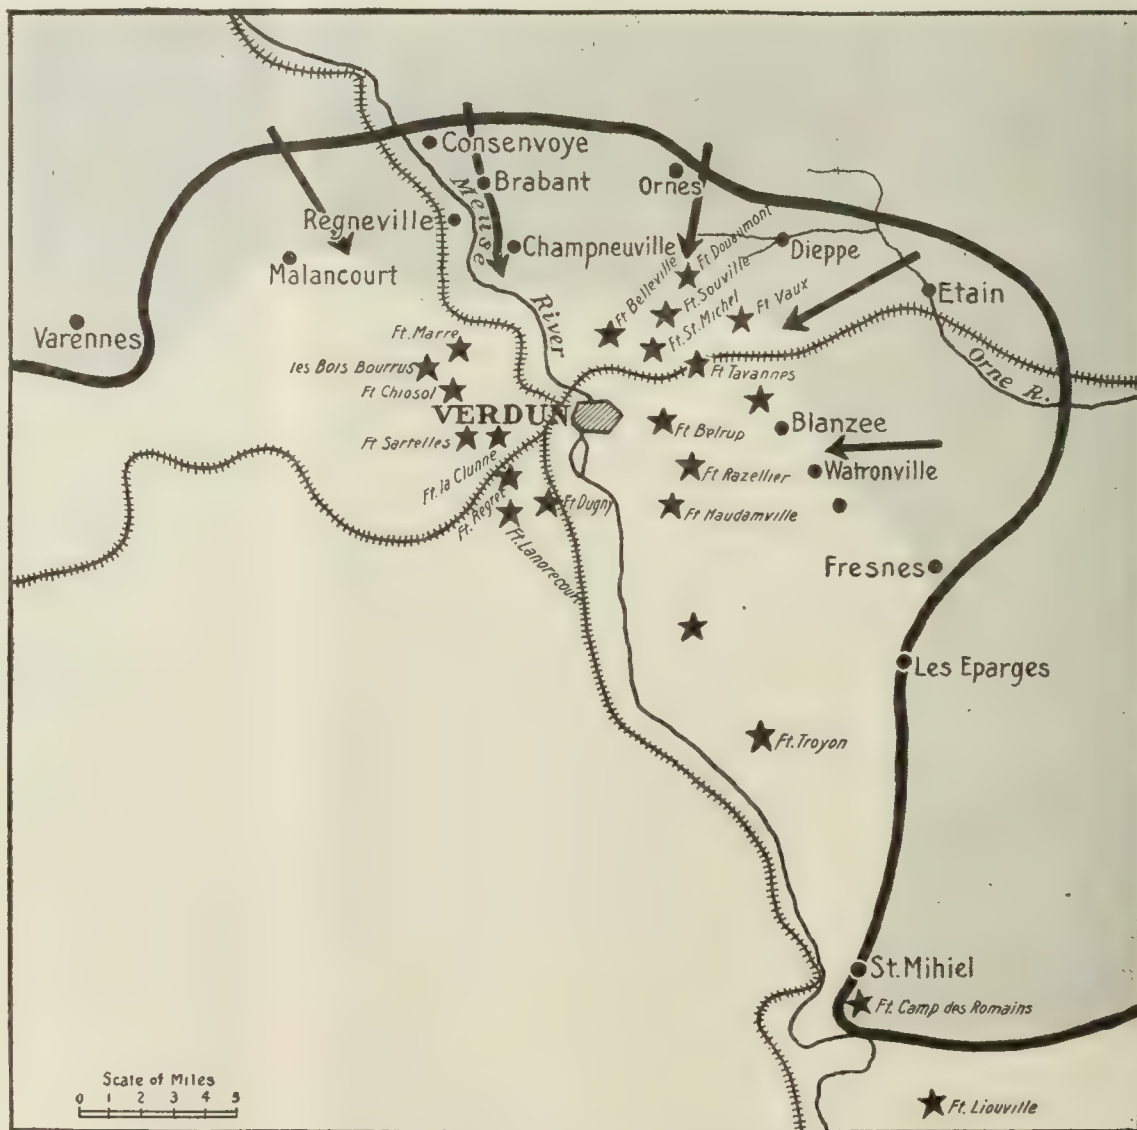 Consenvoye
Brabant
Ornes
Regneville
Meuse
River
Champneuville
Ft Douaumont
Dieppe
Malancourt
Ft Belleville
Ft Souville
Ft. St. Michel
Ft Vaux
Etain
Varennes
Ft. Marre
les Bois Bourrus
Ft Chiosol
Ft Tavannes
Orne R.
VERDUN
Ft Belrup
Blanzee
Ft Sartelles
Ft. la Clunne
Ft Razellier
Watronville
Ft. Regret
Ft Dugny
Ft Haudamville
Ft. Lanorecourt
Fresnes
Les Eparges
Ft. Troyon
St. Mihiel
Ft. Camp des Romains
Scale of Miles
0 1 2 3 4 5
Ft. Liouville